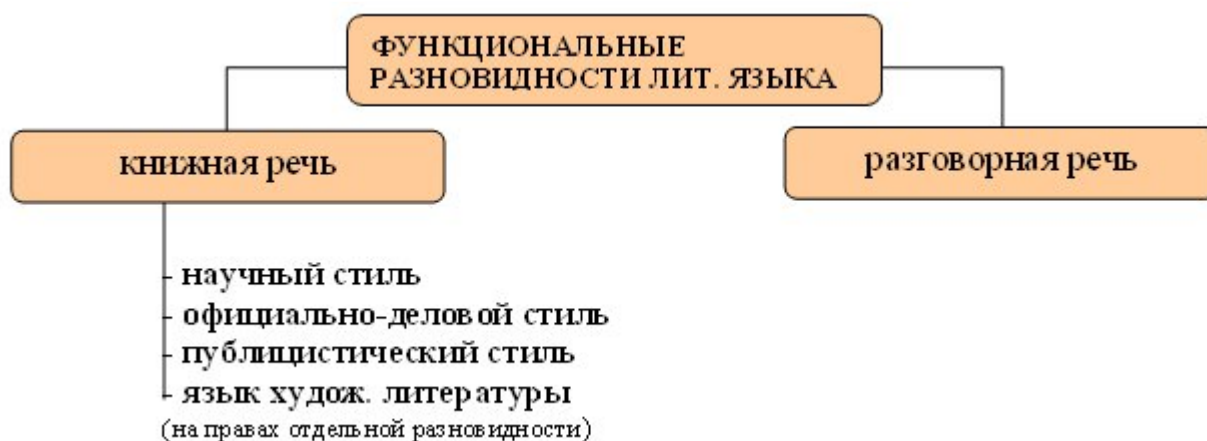 ФУНКЦИОНАЛЬНЫЕ
РАЗНОВИДНОСТИ ЛИТ. ЯЗЫКА
книжная речь
разговорная речь
- научный стиль
- официально-деловой стиль
- публицистический стиль
- язык худож. литературы
(на правах отдельной разновидности)